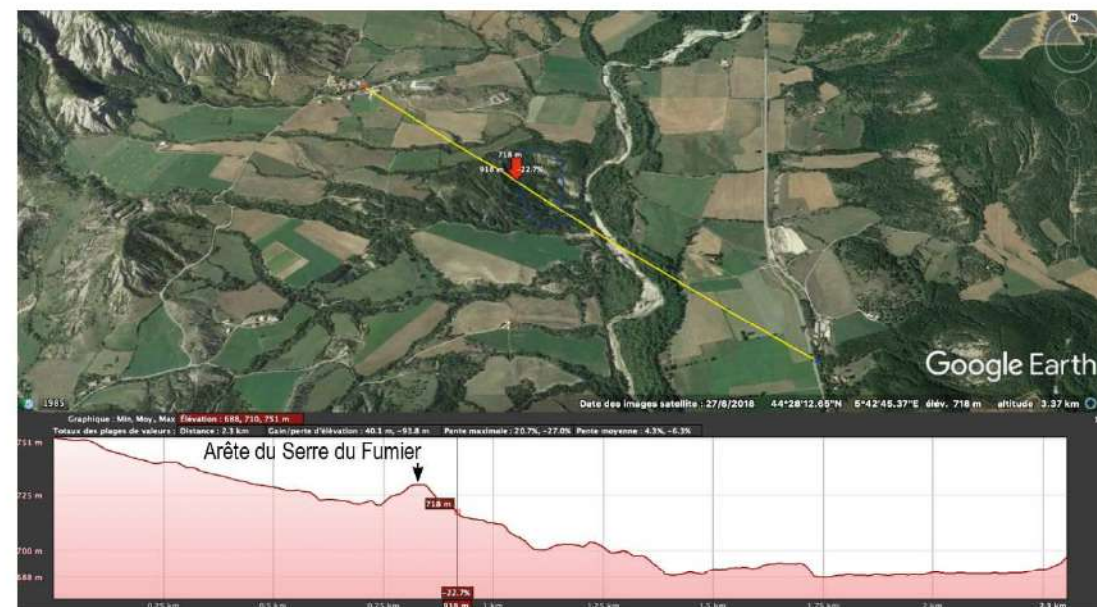 N
718 m
918 m -22.7%
Google Earth
1985
Date des images satellite : 27/6/2018 44°28'12.65"N 5°42'45.37"E élév. 718 m altitude 3.37 km
Graphique : Min, Moy, Max Élévation : 688, 710, 751 m
Totaux des plages de valeurs : Distance : 2.3 km Gain/perte d'élévation : 40.1 m, -93.8 m Pente maximale : 20.7%, -27.0% Pente moyenne : 4.3%, -6.3%
751 m
Arête du Serre du Fumier
725 m
718 m
700 m
688 m
-22.7%
0.25 km 0.5 km 0.75 km 918 m 1 km 1.25 km 1.5 km 1.75 km 2 km 2.3 km